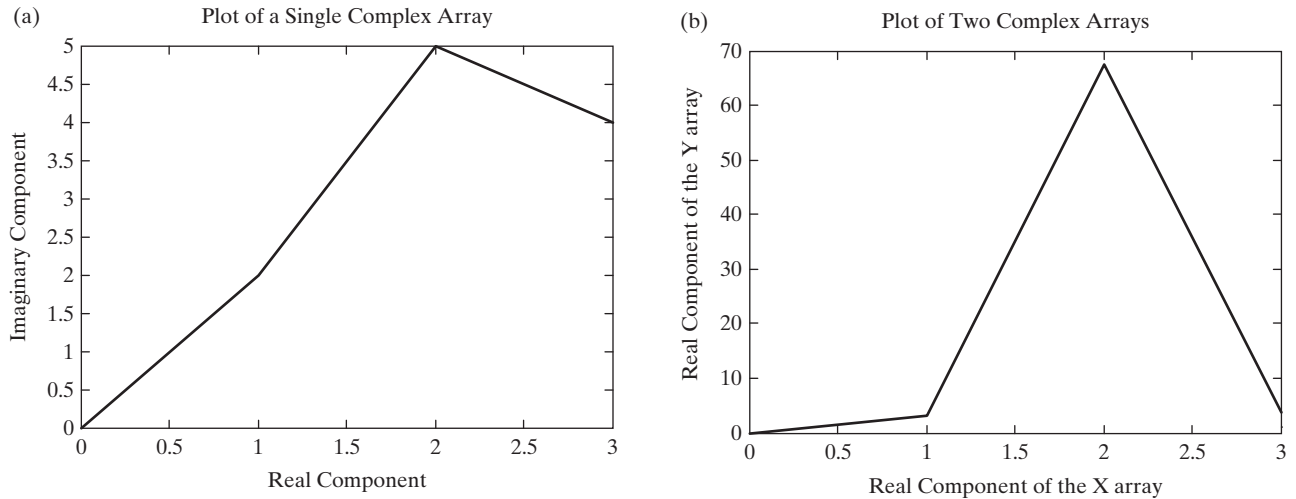 (a)
Plot of a Single Complex Array
5
4.5
4
3.5
3
2.5
2
1.5
1
0.5
0
Imaginary Component
0 0.5 1 1.5 2 2.5 3
Real Component
(b)
Plot of Two Complex Arrays
70
60
50
40
30
20
10
0
Real Component of the Y array
0 0.5 1 1.5 2 2.5 3
Real Component of the X array